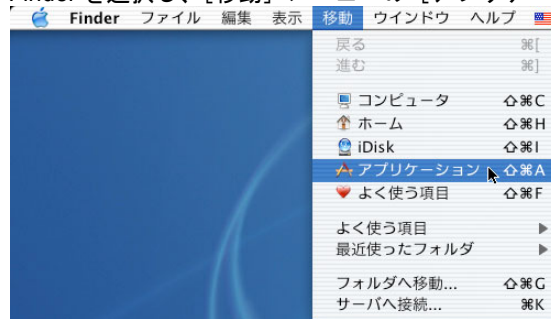 Finder ファイル 編集 表示 移動 ウインドウ ヘルプ
戻る ⌘[
進む ⌘]
コンピュータ ⇧⌘C
ホーム ⇧⌘H
iDisk ⇧⌘I
アプリケーション ⇧⌘A
よく使う項目 ⇧⌘F
よく使う項目 ▶
最近使ったフォルダ ▶
フォルダへ移動... ⇧⌘G
サーバへ接続... ⌘K